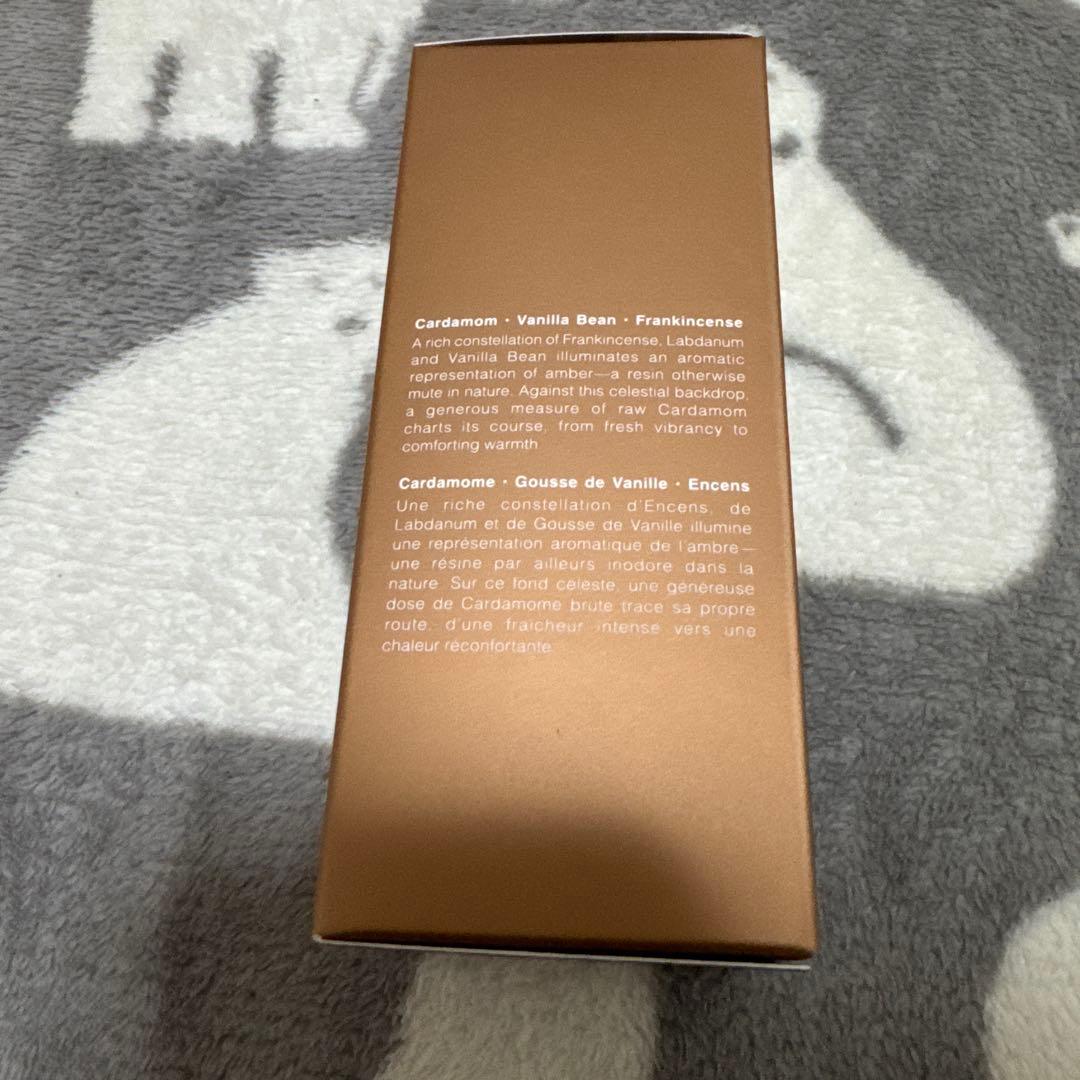 Cardamom · Vanilla Bean · Frankincense
A rich constellation of Frankincense, Labdanum
and Vanilla Bean illuminates an aromatic
representation of amber—a resin otherwise
mute in nature. Against this celestial backdrop,
a generous measure of raw Cardamom
charts its course, from fresh vibrancy to
comforting warmth.
Cardamome · Gousse de Vanille · Encens
Une riche constellation d'Encens, de
Labdanum et de Gousse de Vanille illumine
une représentation aromatique de l'ambre—
une résine par ailleurs inodore dans la
nature. Sur ce fond céleste, une généreuse
dose de Cardamome brute trace sa propre
route, d'une fraîcheur intense vers une
chaleur réconfortante.